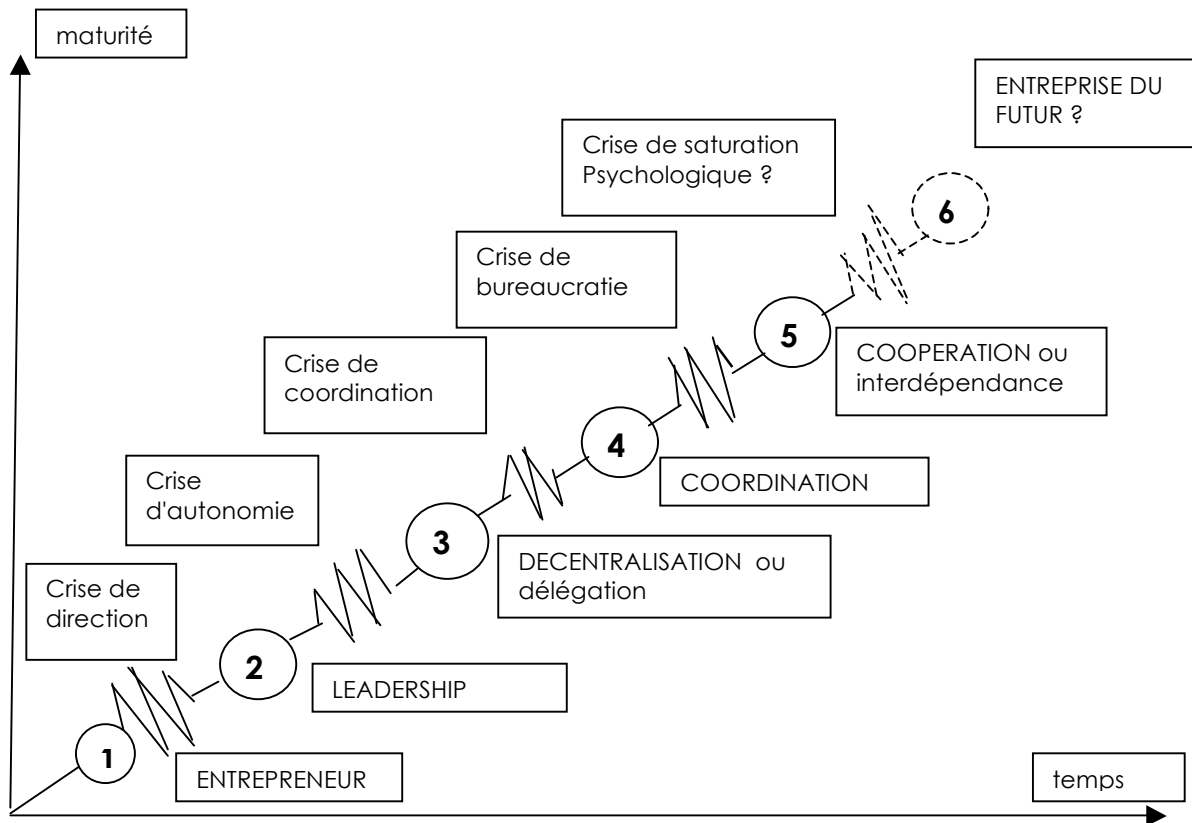 maturité
ENTREPRISE DU
FUTUR ?
Crise de saturation
Psychologique ?
6
Crise de
bureaucratie
5
COOPERATION ou
interdépendance
Crise de
coordination
4
COORDINATION
Crise
d'autonomie
3
DECENTRALISATION ou
délégation
Crise de
direction
2
LEADERSHIP
1
ENTREPRENEUR
temps